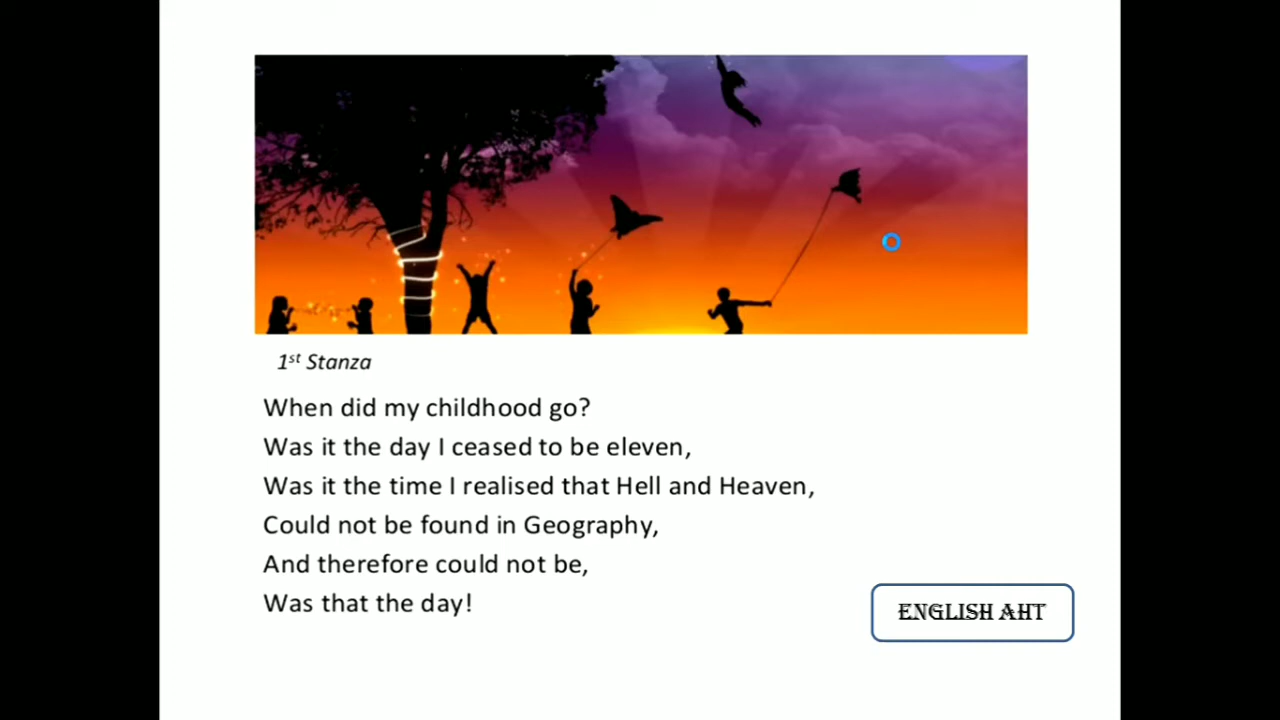 1st Stanza
When did my childhood go?
Was it the day I ceased to be eleven,
Was it the time I realised that Hell and Heaven,
Could not be found in Geography,
And therefore could not be,
Was that the day!
ENGLISH AHT